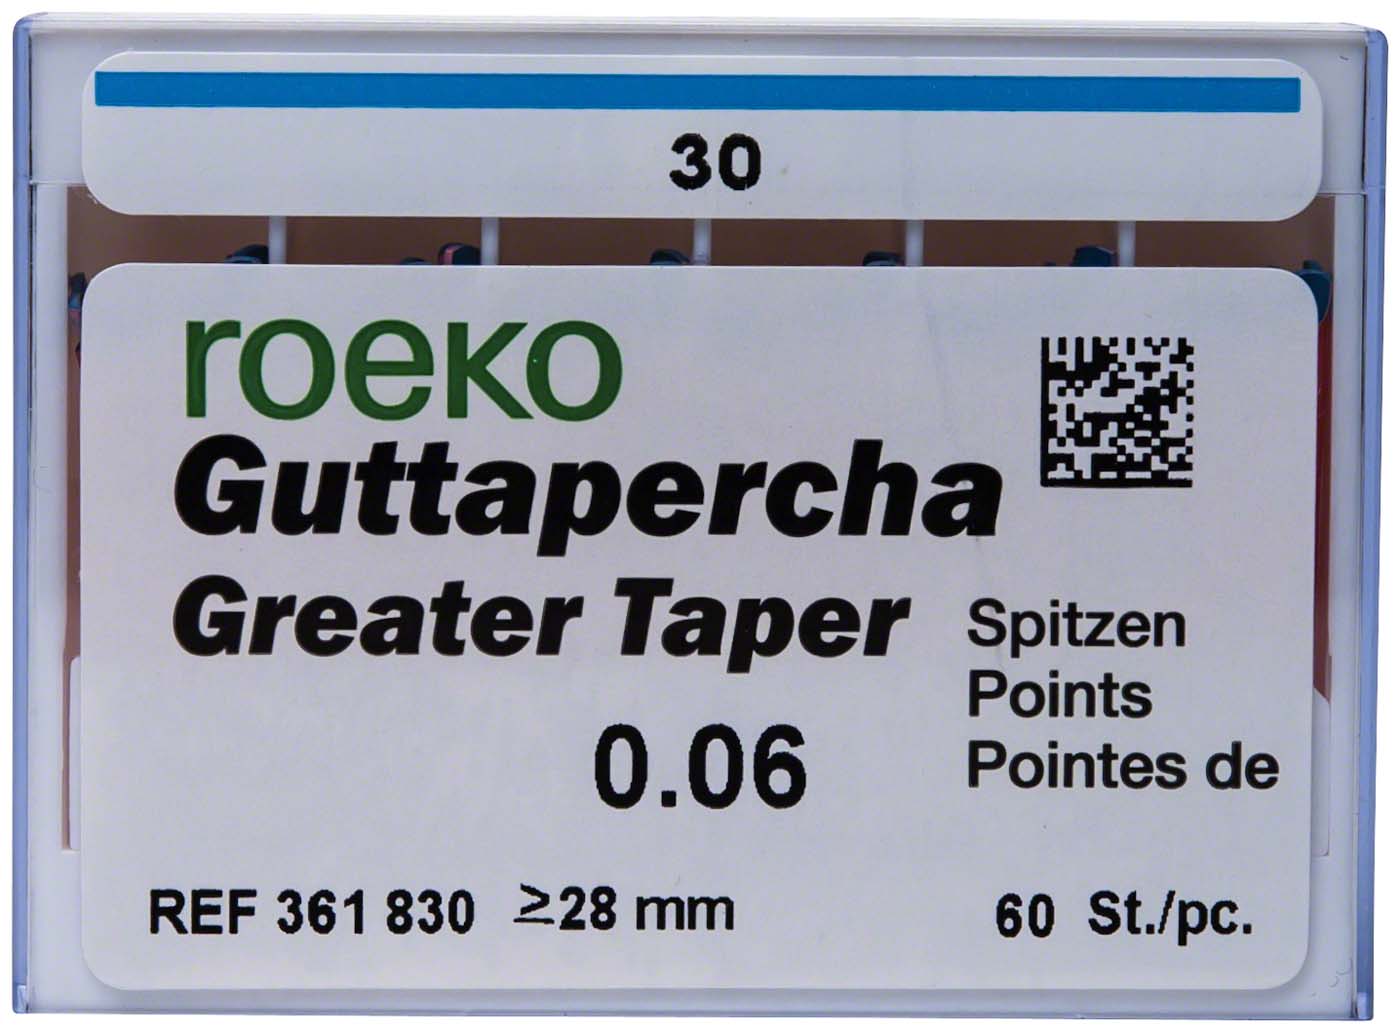 30
roeko
Guttapercha
Greater Taper
Spitzen
Points
Pointes de
0.06
REF 361 830 ≥28 mm 60 St./pc.